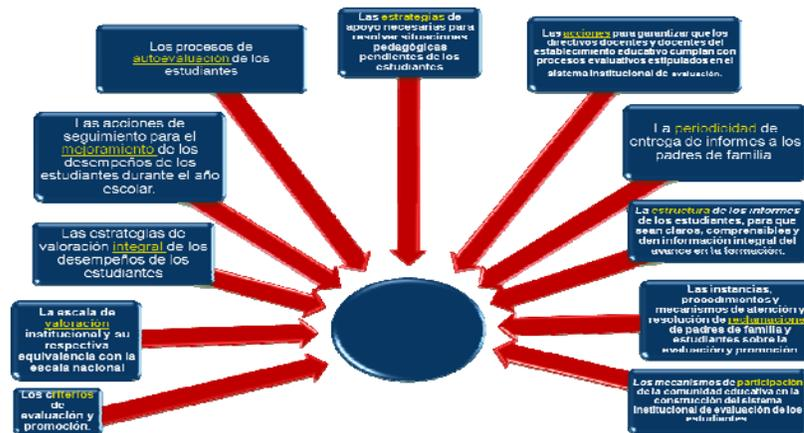 Los procesos de
autoevaluación de los
estudiantes
Las estrategias de
apoyo necesarias para
resolver situaciones
pedagógicas
pendientes de los
estudiantes
Las acciones para garantizar que los
directivos docentes y docentes del
establecimiento educativo cumplan con
procesos evaluativos estipulados en el
sistema institucional de evaluación.
Las acciones de
seguimiento para el
mejoramiento de los
desempeños de los
estudiantes durante el año
escolar.
La periodicidad de
entrega de informes a los
padres de familia
Las estrategias de
valoración integral de los
desempeños de los
estudiantes
La estructura de los informes
de los estudiantes, para que
sean claros, comprensibles y
den información integral del
avance en la formación.
La escala de
valoración
institucional y su
respectiva
equivalencia con la
escala nacional
Las instancias,
procedimientos y
mecanismos de atención y
resolución de reclamaciones
de padres de familia y
estudiantes sobre la
evaluación y promoción
Los criterios
de
evaluación y
promoción.
Los mecanismos de participación
de la comunidad educativa en la
construcción del sistema
institucional de evaluación de los
estudiantes